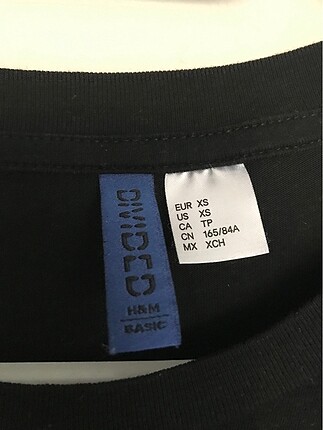 DIVIDED
H&M
BASIC
EUR XS
US XS
CA TP
CN 165/84A
MX XCH